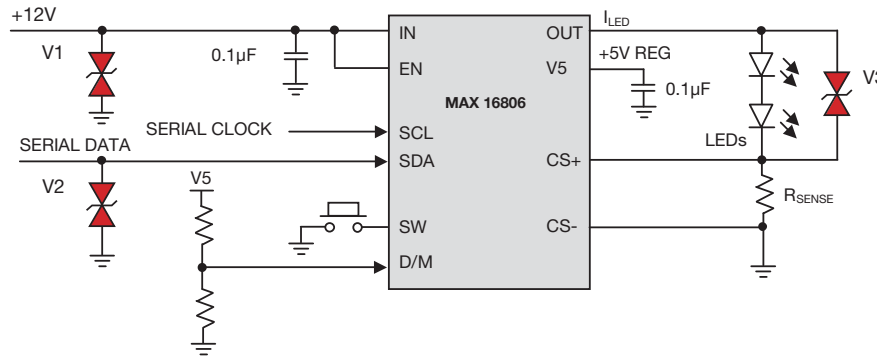 +12V
V1
0.1µF
IN
EN
OUT
I_LED
V5
+5V REG
0.1µF
V3
MAX 16806
SERIAL CLOCK
SCL
LEDs
SERIAL DATA
SDA
CS+
V2
V5
R_SENSE
SW
CS-
D/M